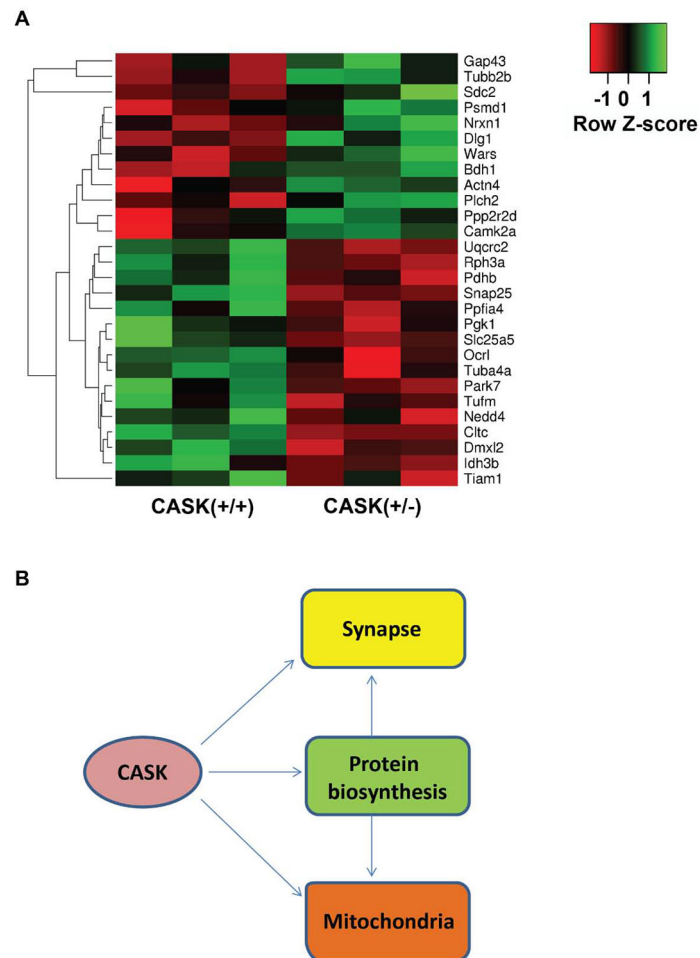 A
Gap43
Tubb2b
Sdc2
Psmd1
Nrxn1
Dlg1
Wars
Bdh1
Actn4
Plch2
Ppp2r2d
Camk2a
Uqcrc2
Rph3a
Pdhb
Snap25
Ppfia4
Pgk1
Slc25a5
Ocrl
Tuba4a
Park7
Tufm
Nedd4
Cltc
Dmxl2
Idh3b
Tiam1
-1 0 1
Row Z-score
CASK(+/+) CASK(+/-)
B
Synapse
CASK
Protein
biosynthesis
Mitochondria